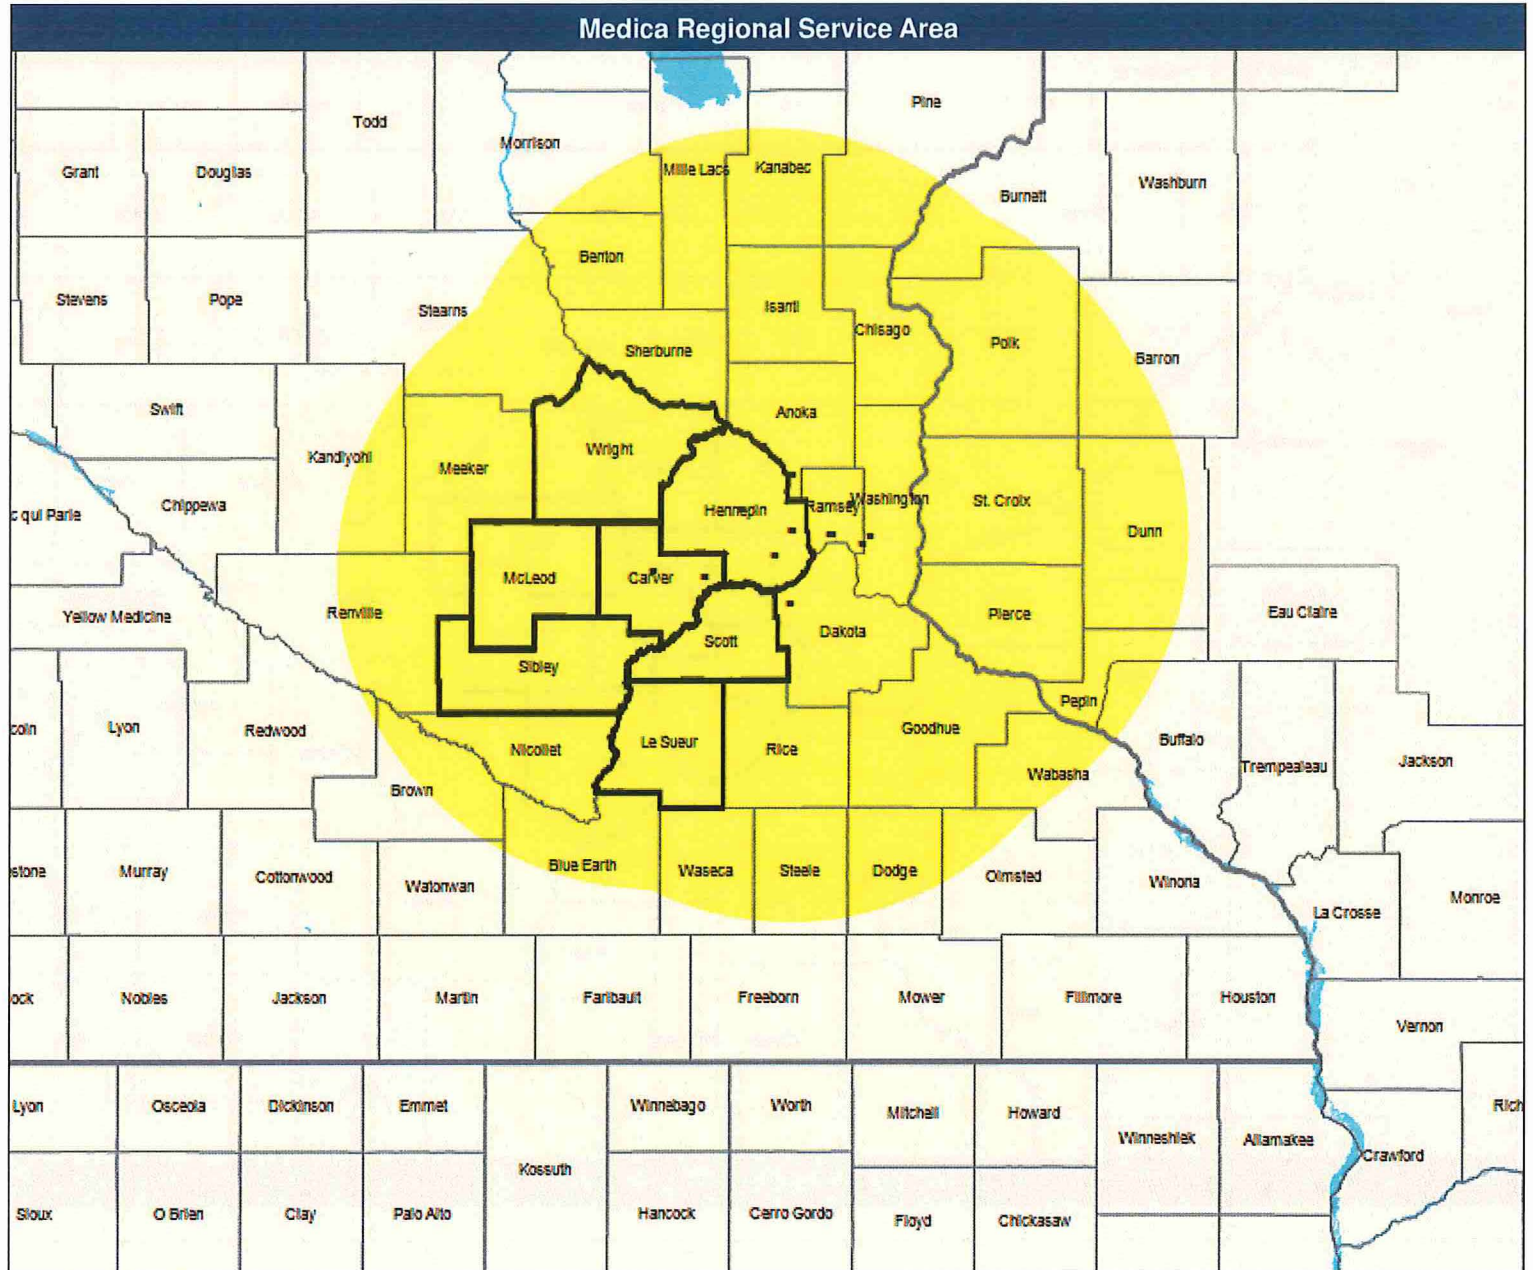 Medica Regional Service Area
Pine
Todd
Morrison
Mille Lacs
Kanabec
Grant
Douglas
Washburn
Burnett
Benton
Stevens
Pope
Isanti
Stearns
Chisago
Polk
Sherburne
Barron
Swift
Anoka
Wright
Kandiyohi
Meeker
Washington
St. Croix
Chippewa
Ramsey
Hennepin
c qui Parle
Dunn
McLeod
Carver
Renville
Pierce
Eau Claire
Yellow Medicine
Dakota
Scott
Sibley
Pepin
coln
Lyon
Redwood
Goodhue
Buffalo
Le Sueur
Nicollet
Rice
Jackson
Trempealeau
Wabasha
Brown
Blue Earth
stone
Murray
Waseca
Steele
Dodge
Cottonwood
Olmsted
Winona
Watonwan
Monroe
La Crosse
ock
Nobles
Jackson
Martin
Faribault
Freeborn
Mower
Fillmore
Houston
Vernon
Lyon
Osceola
Dickinson
Emmet
Winnebago
Worth
Rich
Mitchell
Howard
Winneshiek
Allamakee
Crawford
Kossuth
Sioux
O Brien
Clay
Palo Alto
Hancock
Cerro Gordo
Floyd
Chickasaw